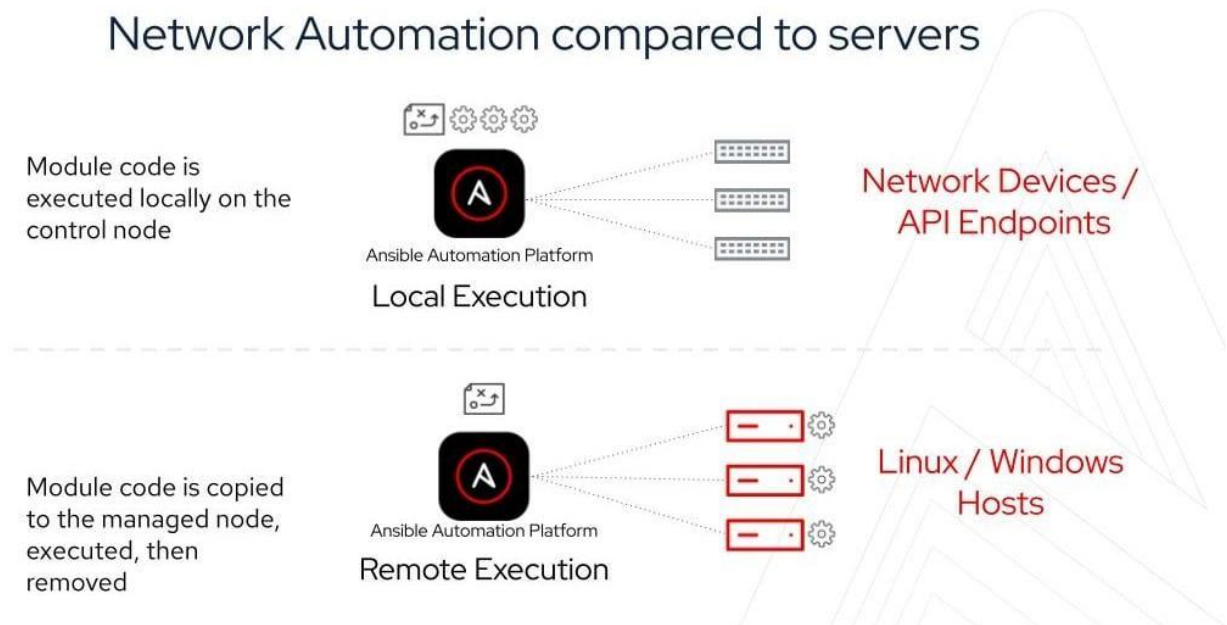 Network Automation compared to servers
Module code is
executed locally on the
control node
Ansible Automation Platform
Local Execution
Network Devices /
API Endpoints
Module code is copied
to the managed node,
executed, then
removed
Ansible Automation Platform
Remote Execution
Linux / Windows
Hosts